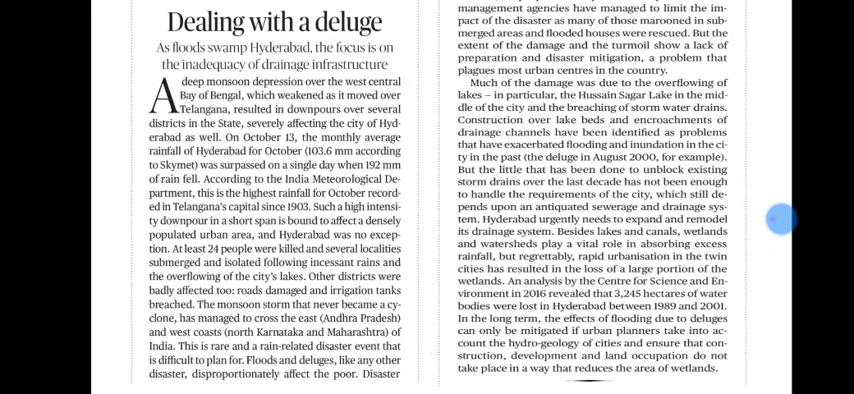 Dealing with a deluge
As floods swamp Hyderabad, the focus is on
the inadequacy of drainage infrastructure
A deep monsoon depression over the west central
Bay of Bengal, which weakened as it moved over
Telangana, resulted in downpours over several
districts in the State, severely affecting the city of Hyd-
erabad as well. On October 13, the monthly average
rainfall of Hyderabad for October (103.6 mm according
to Skymet) was surpassed on a single day when 192 mm
of rain fell. According to the India Meteorological De-
partment, this is the highest rainfall for October record-
ed in Telangana's capital since 1903. Such a high intensi-
ty downpour in a short span is bound to affect a densely
populated urban area, and Hyderabad was no excep-
tion. At least 24 people were killed and several localities
submerged and isolated following incessant rains and
the overflowing of the city's lakes. Other districts were
badly affected too: roads damaged and irrigation tanks
breached. The monsoon storm that never became a cy-
clone, has managed to cross the east (Andhra Pradesh)
and west coasts (north Karnataka and Maharashtra) of
India. This is rare and a rain-related disaster event that
is difficult to plan for. Floods and deluges, like any other
disaster, disproportionately affect the poor. Disaster
management agencies have managed to limit the im-
pact of the disaster as many of those marooned in sub-
merged areas and flooded houses were rescued. But the
extent of the damage and the turmoil show a lack of
preparation and disaster mitigation, a problem that
plagues most urban centres in the country.
Much of the damage was due to the overflowing of
lakes – in particular, the Hussain Sagar Lake in the mid-
dle of the city and the breaching of storm water drains.
Construction over lake beds and encroachments of
drainage channels have been identified as problems
that have exacerbated flooding and inundation in the ci-
ty in the past (the deluge in August 2000, for example).
But the little that has been done to unblock existing
storm drains over the last decade has not been enough
to handle the requirements of the city, which still de-
pends upon an antiquated sewerage and drainage sys-
tem. Hyderabad urgently needs to expand and remodel
its drainage system. Besides lakes and canals, wetlands
and watersheds play a vital role in absorbing excess
rainfall, but regrettably, rapid urbanisation in the twin
cities has resulted in the loss of a large portion of the
wetlands. An analysis by the Centre for Science and En-
vironment in 2016 revealed that 3,245 hectares of water
bodies were lost in Hyderabad between 1989 and 2001.
In the long term, the effects of flooding due to deluges
can only be mitigated if urban planners take into ac-
count the hydro-geology of cities and ensure that con-
struction, development and land occupation do not
take place in a way that reduces the area of wetlands.